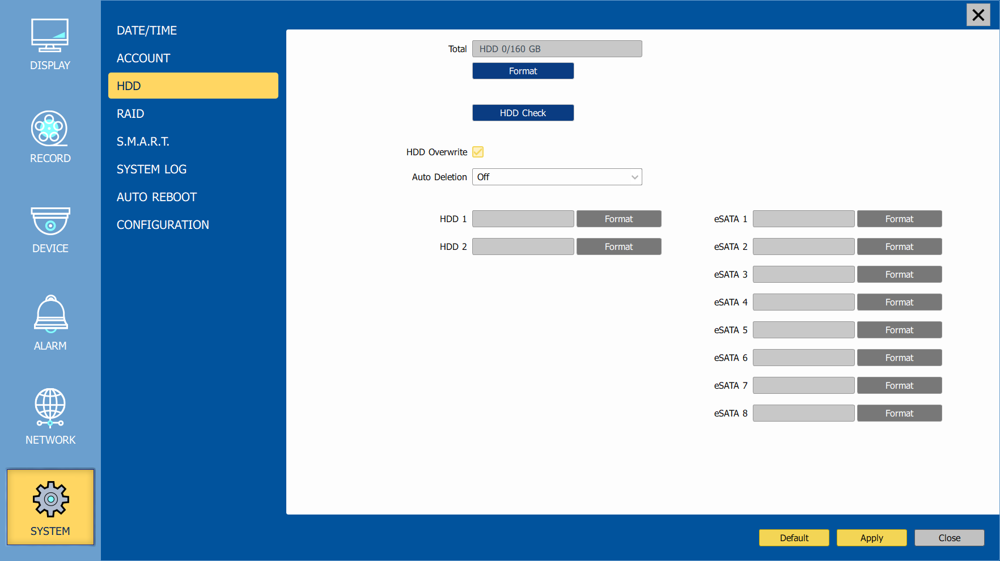 DISPLAY
RECORD
DEVICE
ALARM
NETWORK
SYSTEM
DATE/TIME
ACCOUNT
HDD
RAID
S.M.A.R.T.
SYSTEM LOG
AUTO REBOOT
CONFIGURATION
Total HDD 0/160 GB
Format
HDD Check
HDD Overwrite
Auto Deletion Off
HDD 1 Format
HDD 2 Format
eSATA 1 Format
eSATA 2 Format
eSATA 3 Format
eSATA 4 Format
eSATA 5 Format
eSATA 6 Format
eSATA 7 Format
eSATA 8 Format
Default Apply Close